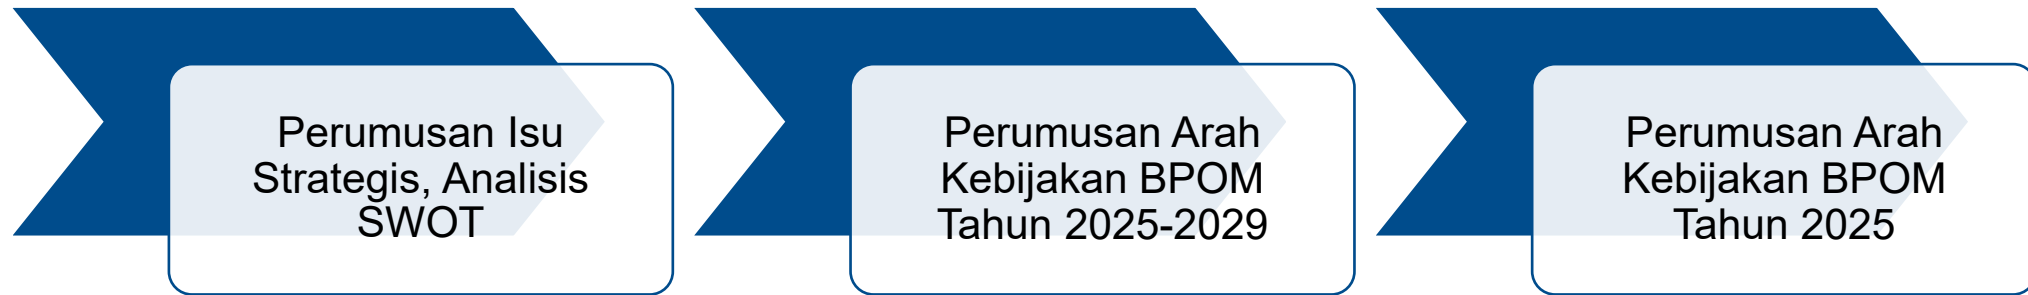 Perumusan Isu
Strategis, Analisis
SWOT
Perumusan Arah
Kebijakan BPOM
Tahun 2025-2029
Perumusan Arah
Kebijakan BPOM
Tahun 2025